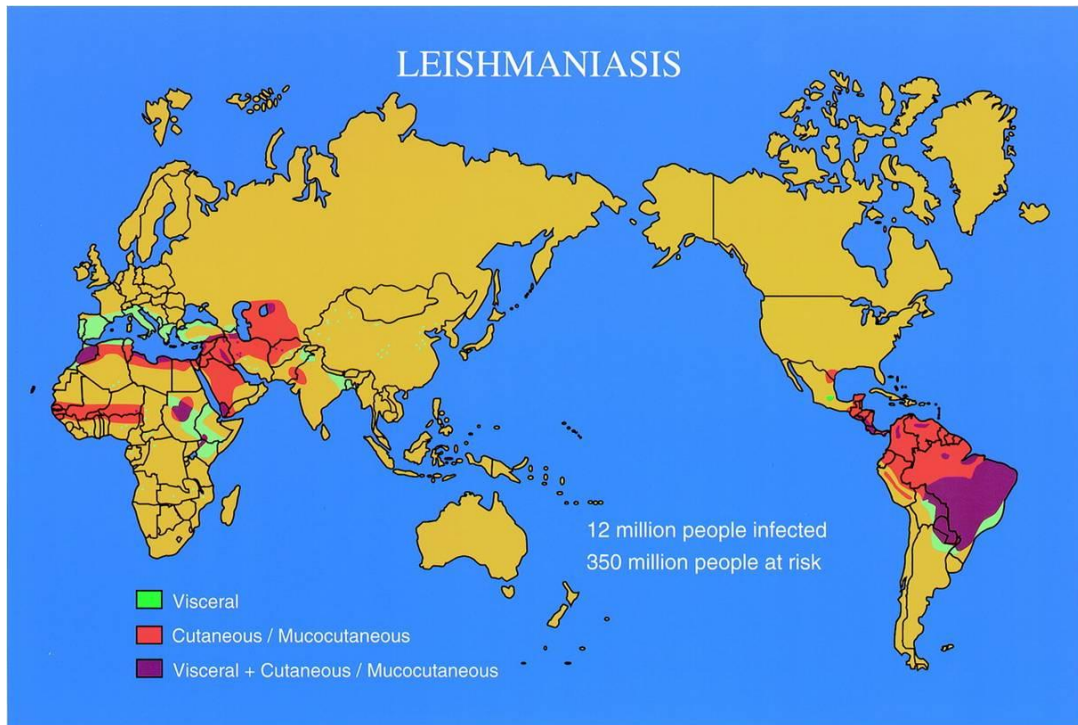 LEISHMANIASIS
12 million people infected
350 million people at risk
Visceral
Cutaneous / Mucocutaneous
Visceral + Cutaneous / Mucocutaneous